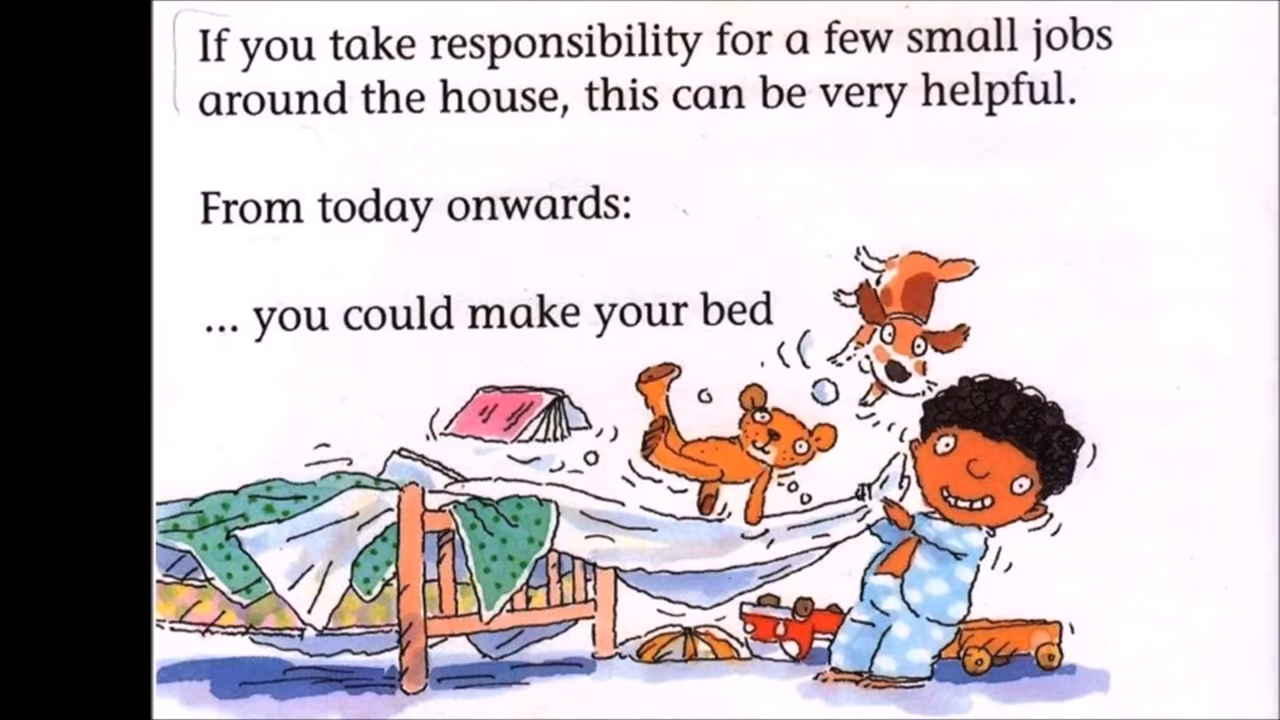 If you take responsibility for a few small jobs
around the house, this can be very helpful.
From today onwards:
... you could make your bed